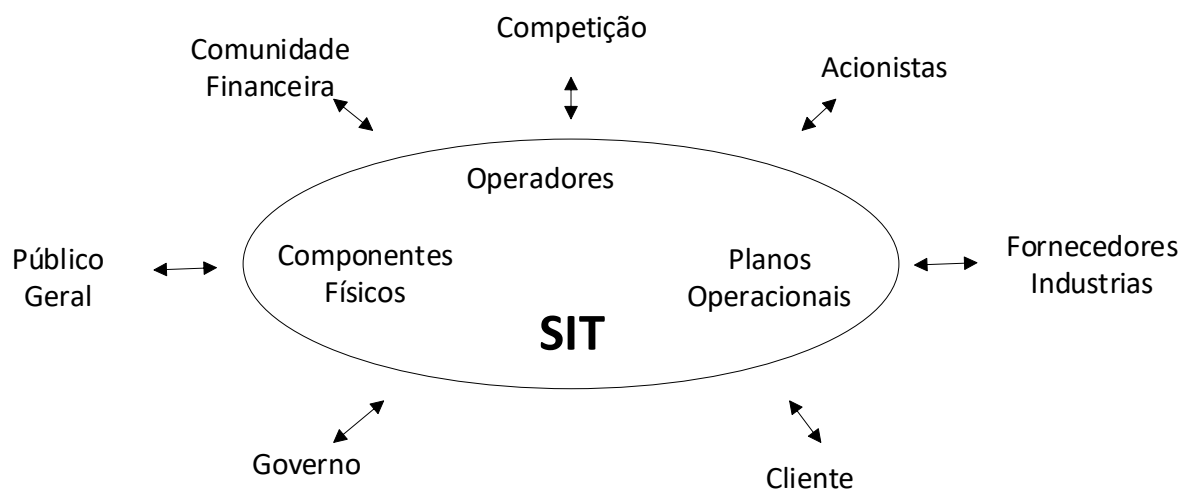 Competição
Comunidade
Financeira
Acionistas
Operadores
Público
Geral
Componentes
Físicos
Planos
Operacionais
Fornecedores
Industrias
SIT
Governo
Cliente